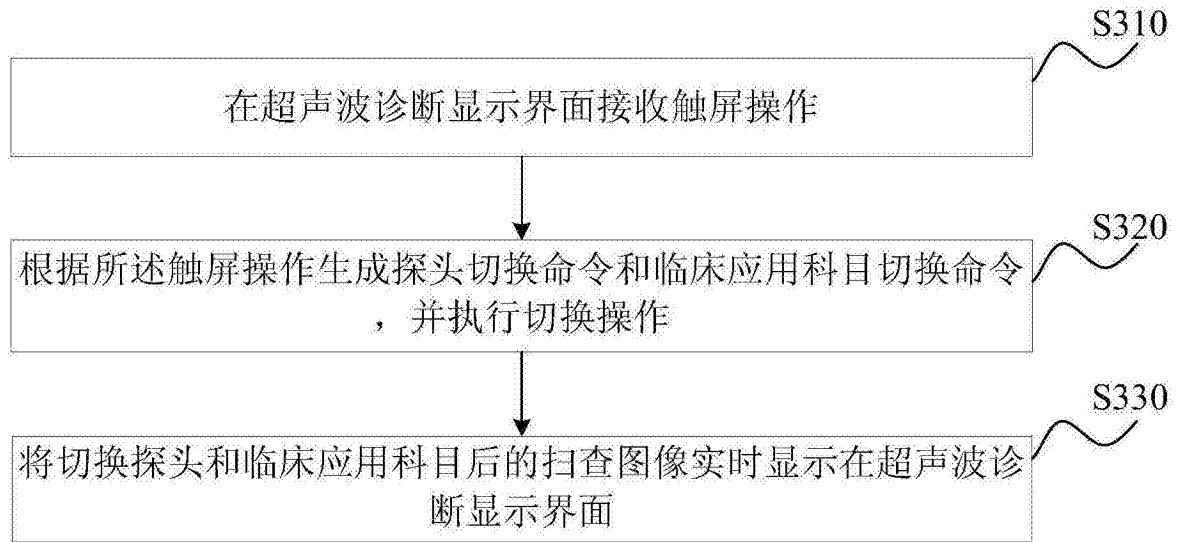 S310
在超声波诊断显示界面接收触屏操作
S320
根据所述触屏操作生成探头切换命令和临床应用科目切换命令
，并执行切换操作
S330
将切换探头和临床应用科目后的扫查图像实时显示在超声波诊
断显示界面